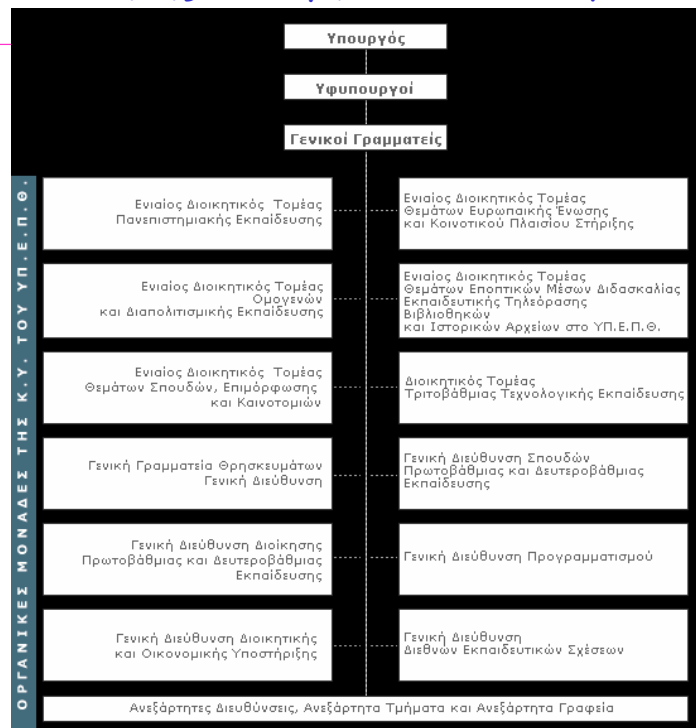 Υπουργός
Υφυπουργοί
Γενικοί Γραμματείς
ΟΡΓΑΝΙΚΕΣ ΜΟΝΑΔΕΣ ΤΗΣ Κ.Υ. ΤΟΥ ΥΠ.Ε.Π.Θ.
Ενιαίος Διοικητικός Τομέας
Πανεπιστημιακής Εκπαίδευσης
Ενιαίος Διοικητικός Τομέας
Θεμάτων Ευρωπαικής Ένωσης
και Κοινοτικού Πλαισίου Στήριξης
Ενιαίος Διοικητικός Τομέας
Ομογενών
και Διαπολιτισμικής Εκπαίδευσης
Ενιαίος Διοικητικός Τομέας
Θεμάτων Εποπτικών Μέσων Διδασκαλίας
Εκπαιδευτικής Τηλεόρασης
Βιβλιοθηκών
και Ιστορικών Αρχείων στο ΥΠ.Ε.Π.Θ.
Ενιαίος Διοικητικός Τομέας
Θεμάτων Σπουδών, Επιμόρφωσης
και Καινοτομιών
Διοικητικός Τομέας
Τριτοβάθμιας Τεχνολογικής Εκπαίδευσης
Γενική Γραμματεία Θρησκευμάτων
Γενική Διεύθυνση
Γενική Διεύθυνση Σπουδών
Πρωτοβάθμιας και Δευτεροβάθμιας
Εκπαίδευσης
Γενική Διεύθυνση Διοίκησης
Πρωτοβάθμιας και Δευτεροβάθμιας
Εκπαίδευσης
Γενική Διεύθυνση Προγραμματισμού
Γενική Διεύθυνση Διοικητικής
και Οικονομικής Υποστήριξης
Γενική Διεύθυνση
Διεθνών Εκπαιδευτικών Σχέσεων
Ανεξάρτητες Διευθύνσεις, Ανεξάρτητα Τμήματα και Ανεξάρτητα Γραφεία